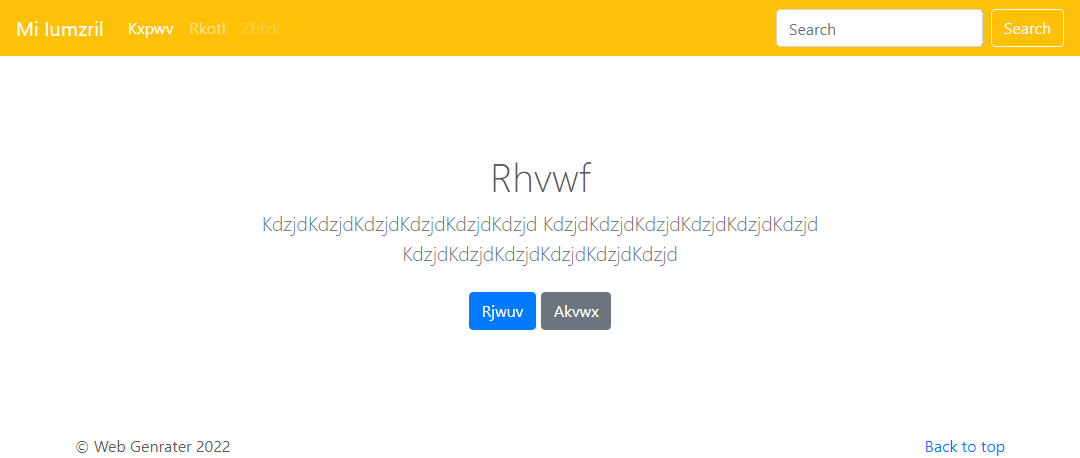 Mi lumzril Kxpwv Rkotl Zbfzk Search Search
Rhvwf
KdzjdKdzjdKdzjdKdzjdKdzjdKdzjd KdzjdKdzjdKdzjdKdzjdKdzjdKdzjd
KdzjdKdzjdKdzjdKdzjdKdzjdKdzjd
Rjwuv Akvwx
© Web Genrater 2022 Back to top